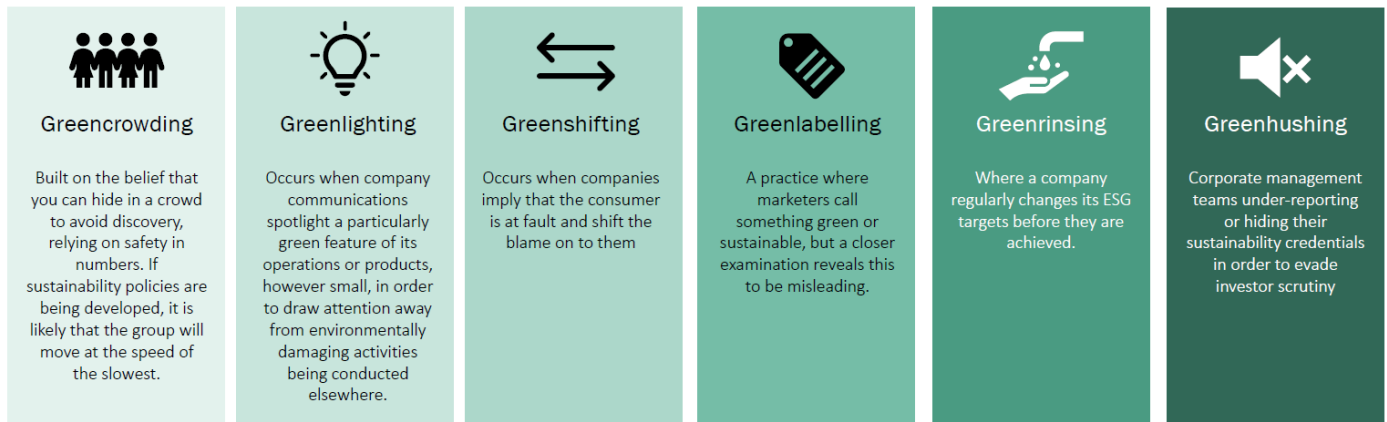 Greencrowding
Built on the belief that
you can hide in a crowd
to avoid discovery,
relying on safety in
numbers. If
sustainability policies are
being developed, it is
likely that the group will
move at the speed of
the slowest.
Greenlighting
Occurs when company
communications
spotlight a particularly
green feature of its
operations or products,
however small, in order
to draw attention away
from environmentally
damaging activities
being conducted
elsewhere.
Greenshifting
Occurs when companies
imply that the consumer
is at fault and shift the
blame on to them
Greenlabelling
A practice where
marketers call
something green or
sustainable, but a closer
examination reveals this
to be misleading.
Greenrinsing
Where a company
regularly changes its ESG
targets before they are
achieved.
Greenhushing
Corporate management
teams under-reporting
or hiding their
sustainability credentials
in order to evade
investor scrutiny